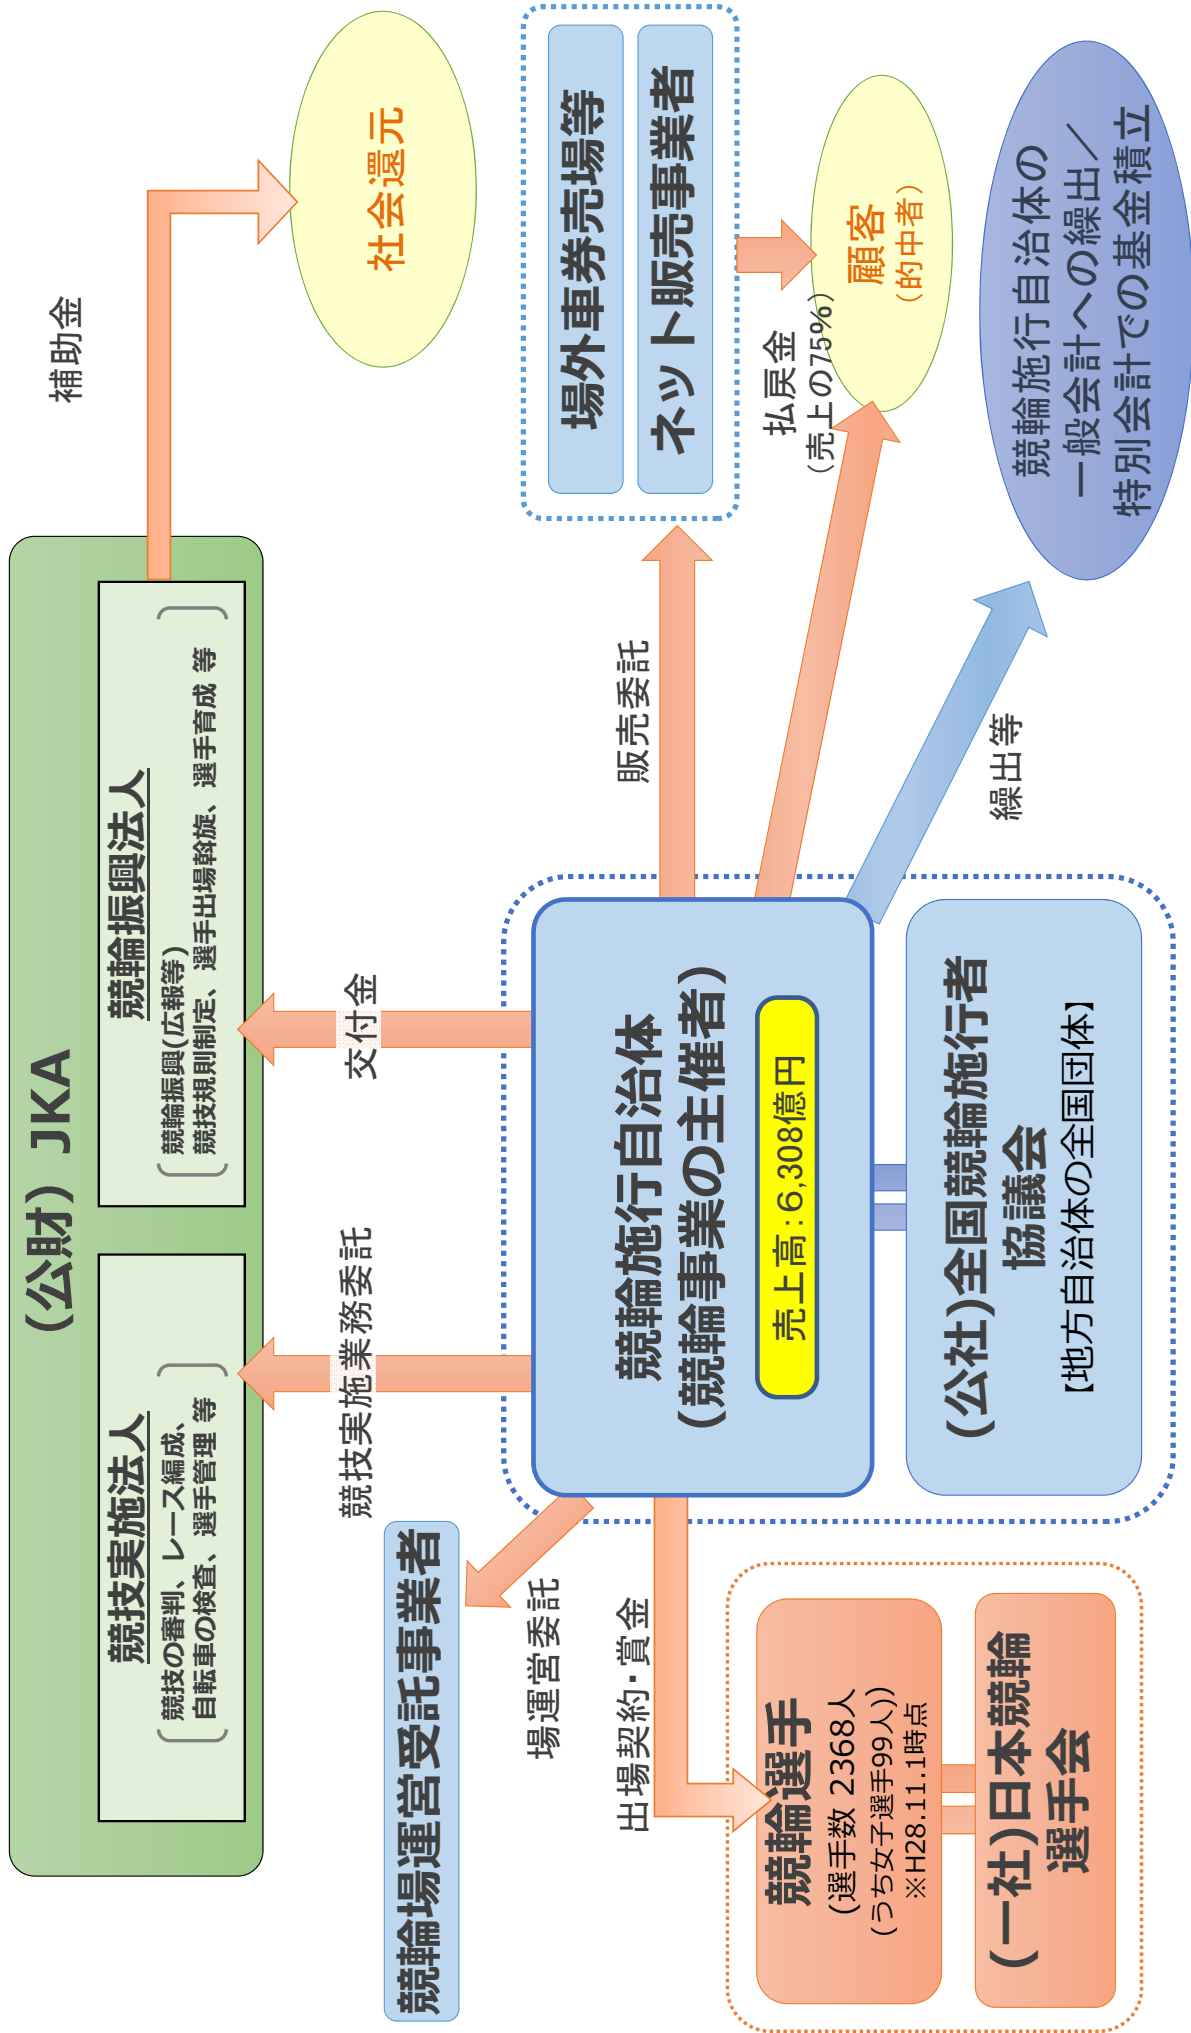 (公財) JKA
競技実施法人
競技の審判、レース編成、
自転車の検査、選手管理 等
競輪振興法人
競輪振興(広報等)
競技規則制定、選手出場斡旋、選手育成 等
補助金
社会還元
競技実施業務委託
交付金
競輪場運営受託事業者
場運営委託
出場契約・賞金
競輪選手
(選手数 2368人
(うち女子選手99人))
※H28.11.1時点
(一社)日本競輪
選手会
競輪施行自治体
(競輪事業の主催者)
売上高:6,308億円
(公社)全国競輪施行者
協議会
【地方自治体の全国団体】
販売委託
場外車券売場等
ネット販売事業者
払戻金
(売上の75%)
顧客
(的中者)
繰出等
競輪施行自治体の
一般会計への繰出/
特別会計での基金積立